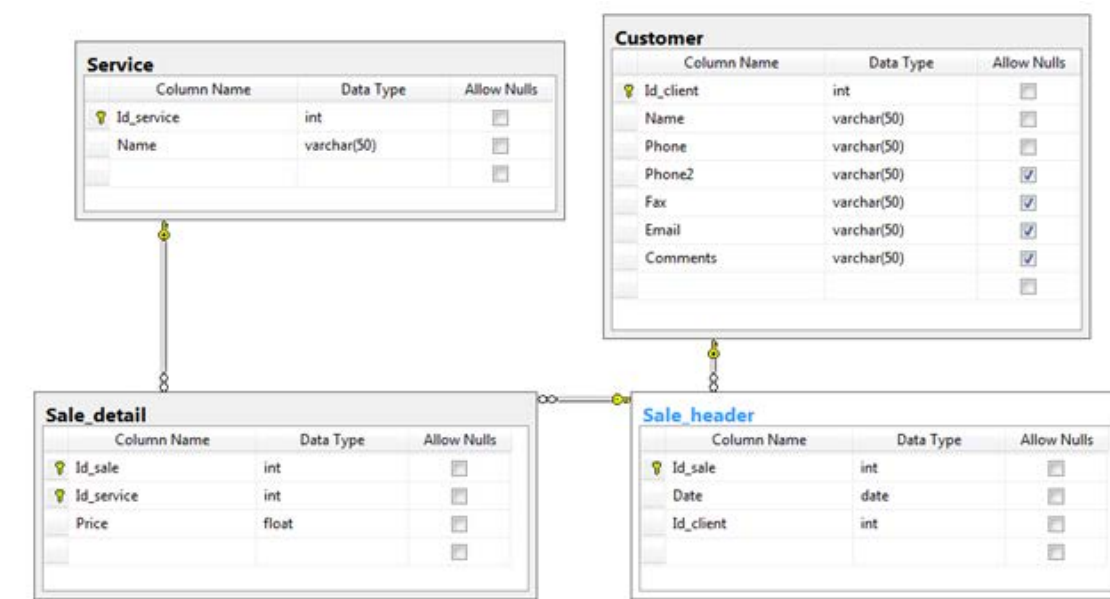 Service
Column Name Data Type Allow Nulls
Id_service int
Name varchar(50)
Customer
Column Name Data Type Allow Nulls
Id_client int
Name varchar(50)
Phone varchar(50)
Phone2 varchar(50)
Fax varchar(50)
Email varchar(50)
Comments varchar(50)
Sale_detail
Column Name Data Type Allow Nulls
Id_sale int
Id_service int
Price float
Sale_header
Column Name Data Type Allow Nulls
Id_sale int
Date date
Id_client int